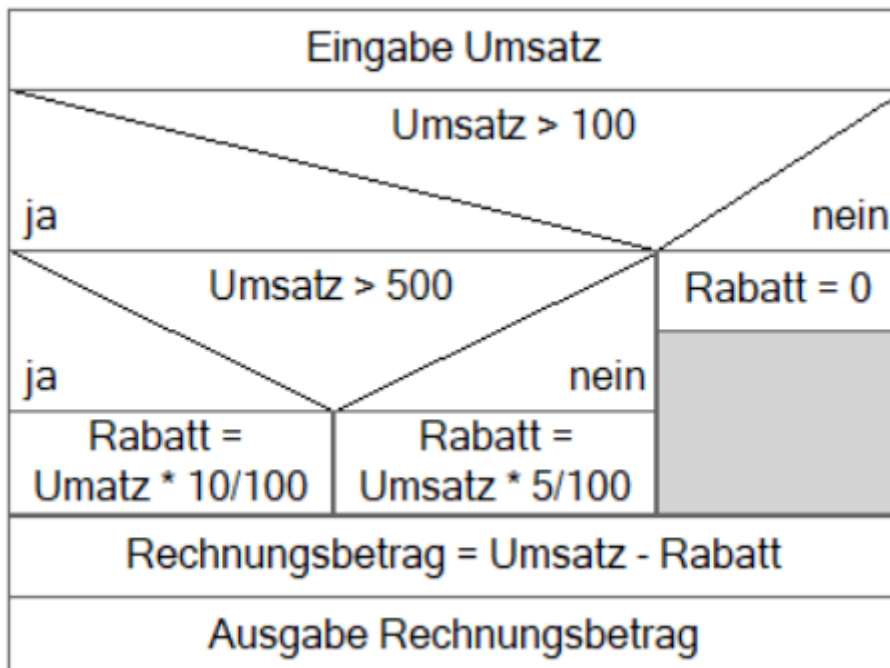 Eingabe Umsatz
Umsatz > 100
ja
nein
Umsatz > 500
Rabatt = 0
ja
nein
Rabatt =
Umatz * 10/100
Rabatt =
Umsatz * 5/100
Rechnungsbetrag = Umsatz - Rabatt
Ausgabe Rechnungsbetrag